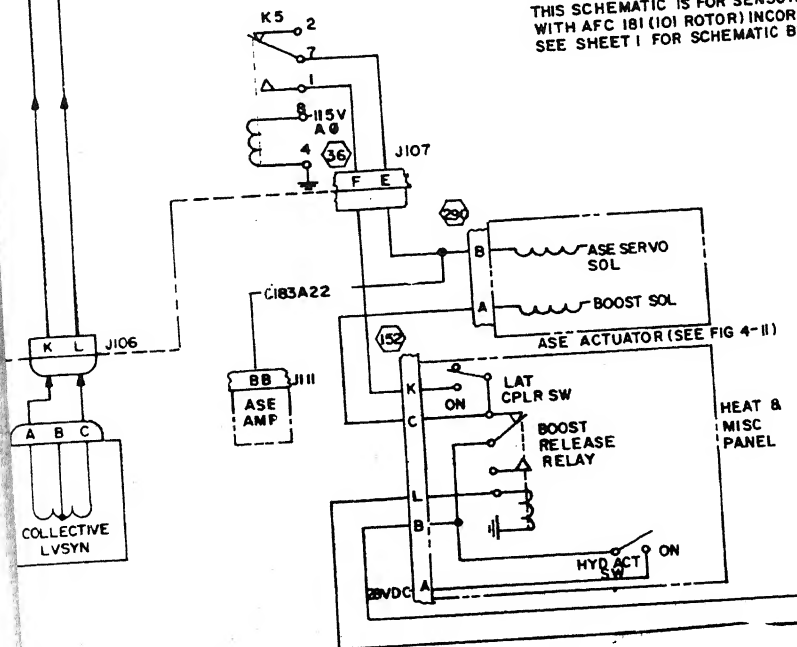 THIS SCHEMATIC IS FOR
WITH AFC 181 (101 ROTOR)
SEE SHEET 1 FOR SCHEMATIC
K5
2
7
1
8
115V
AØ
4
36
J107
F E
290
B
ASE SERVO
SOL
C183A22
A
BOOST SOL
152
ASE ACTUATOR (SEE FIG 4-11)
K L
J106
BB
J111
ASE
AMP
K
LAT
CPLR SW
ON
C
BOOST
RELEASE
RELAY
HEAT &
MISC
PANEL
A B C
COLLECTIVE
LVSYN
L
B
ON
HYD ACT
SW
28VDC
A